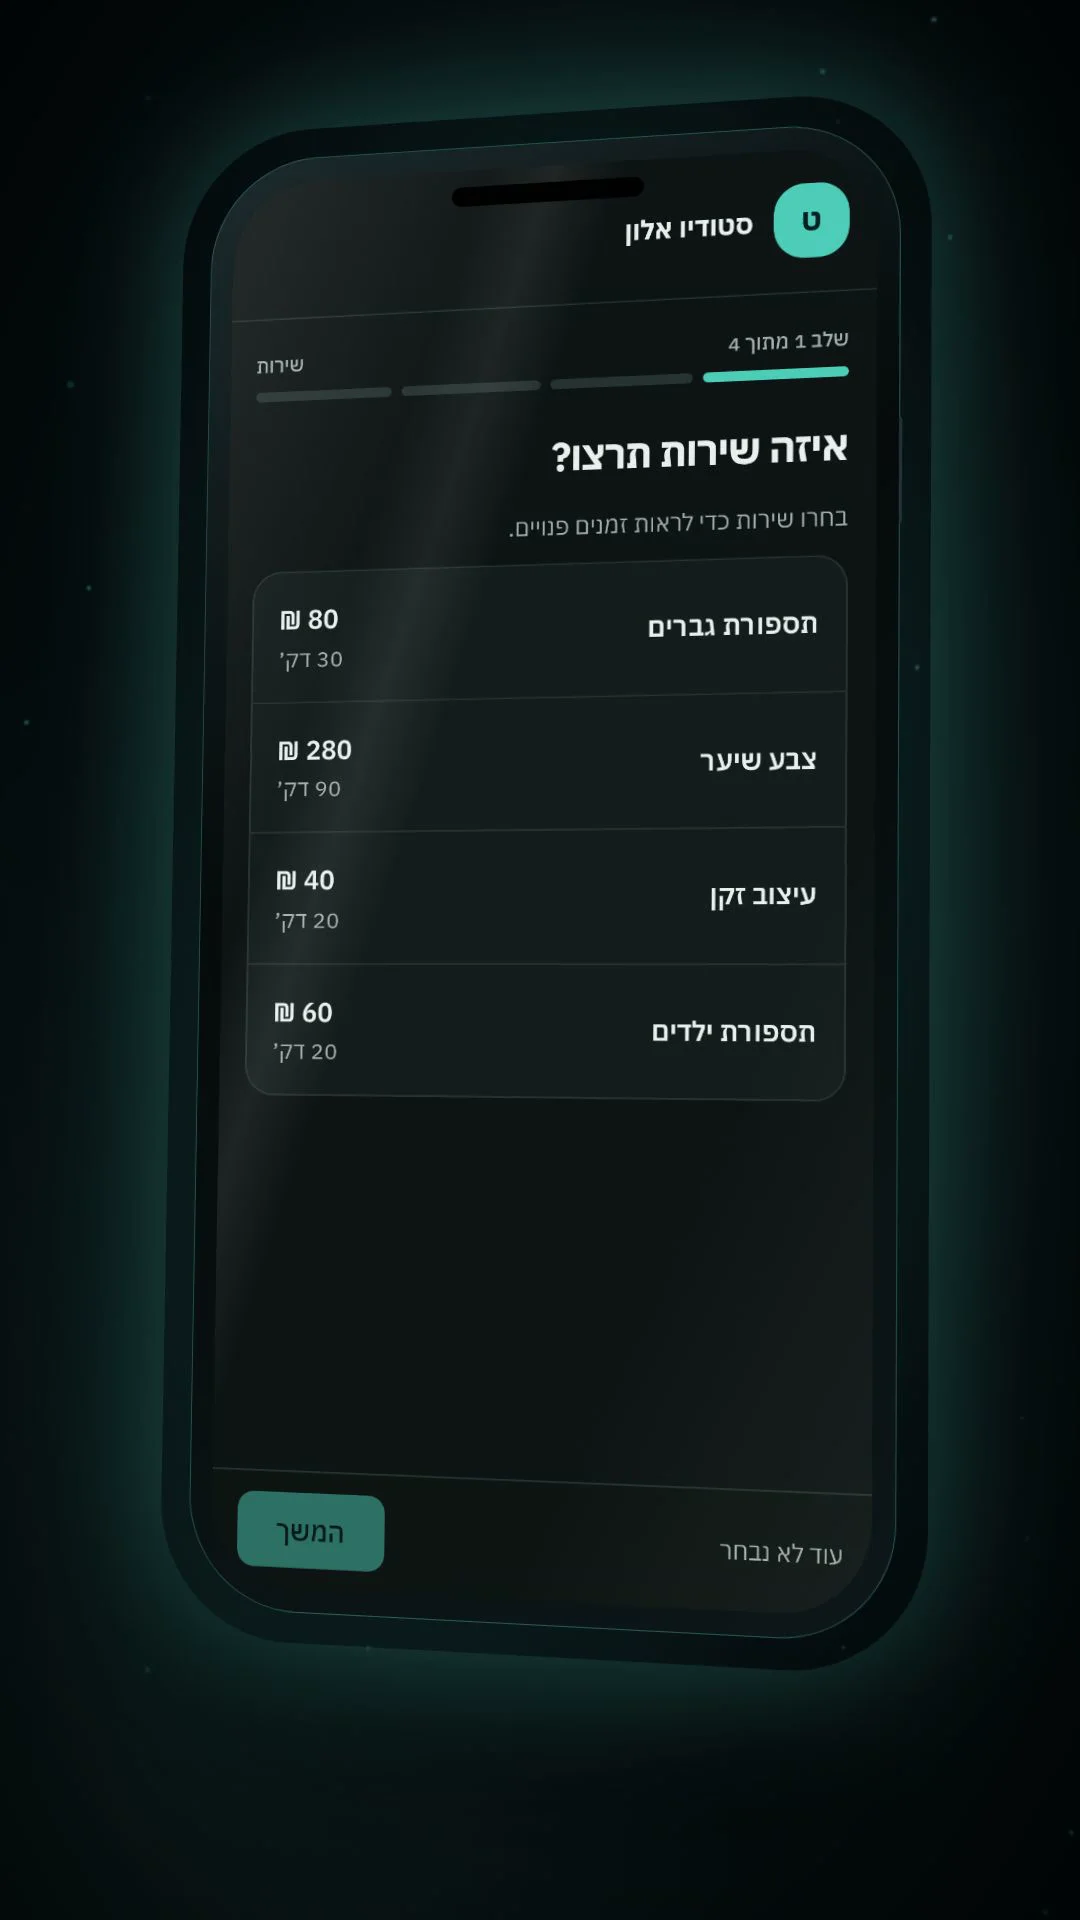 ט
סטודיו אלון
שלב 1 מתוך 4
שירות
איזה שירות תרצו?
בחרו שירות כדי לראות זמנים פנויים.
תספורת גברים
80 ₪
30 דק׳
צבע שיער
280 ₪
90 דק׳
עיצוב זקן
40 ₪
20 דק׳
תספורת ילדים
60 ₪
20 דק׳
עוד לא נבחר
המשך